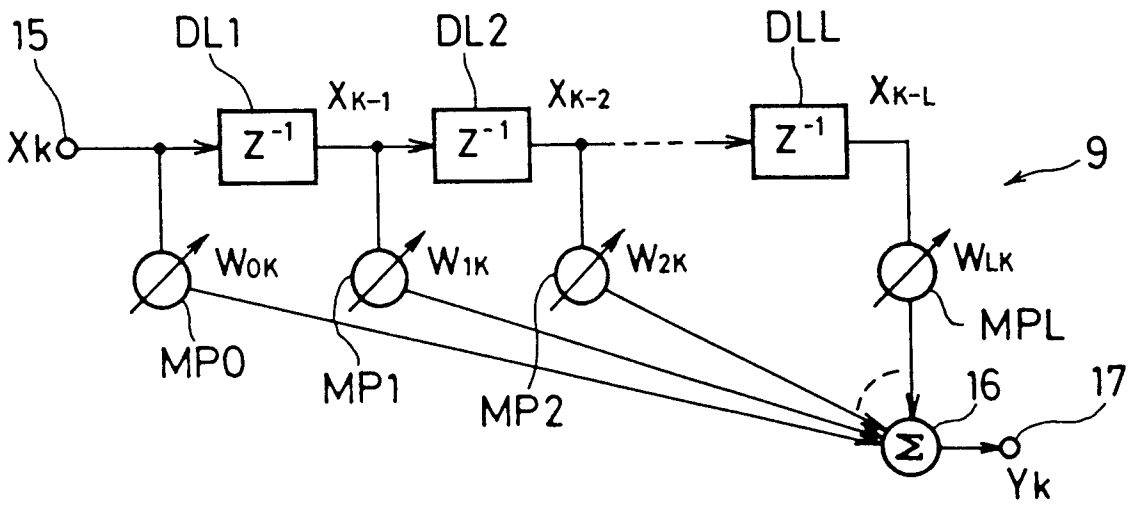 15
DL1
DL2
DLL
Xk
Z⁻¹
XK-1
Z⁻¹
XK-2
Z⁻¹
XK-L
9
W0K
W1K
W2K
WLK
MP0
MP1
MP2
MPL
16
17
Σ
Yk